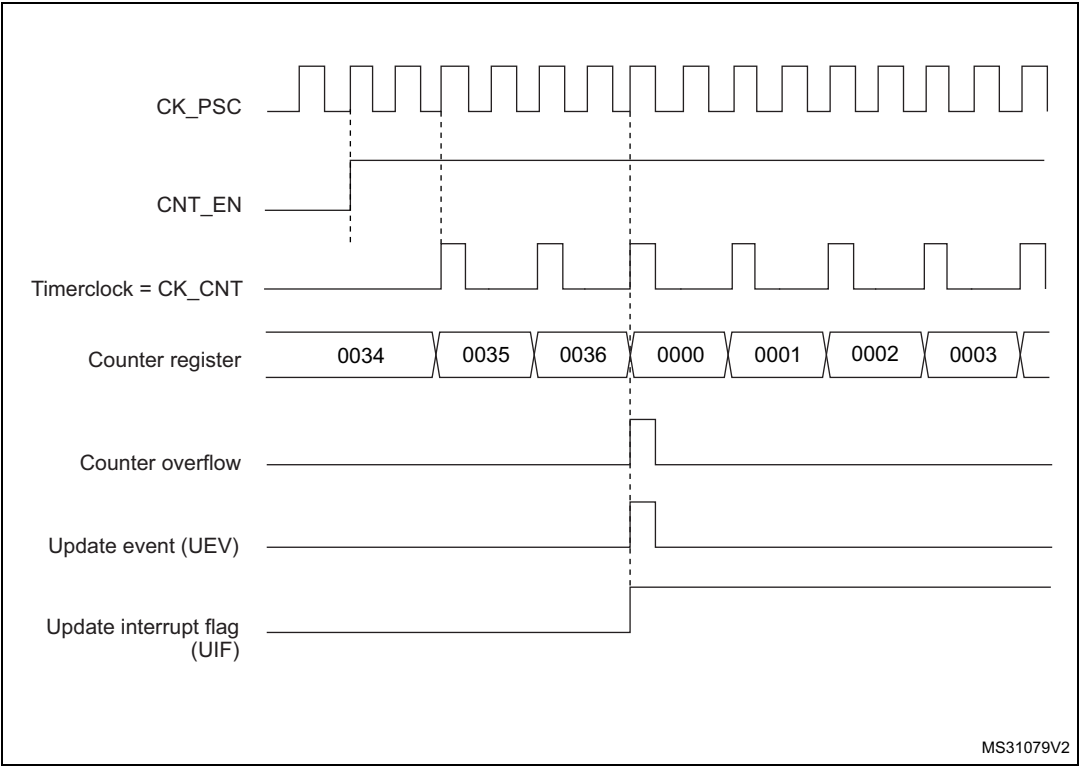 CK_PSC
CNT_EN
Timerclock = CK_CNT
Counter register
0034 0035 0036 0000 0001 0002 0003
Counter overflow
Update event (UEV)
Update interrupt flag
(UIF)
MS31079V2